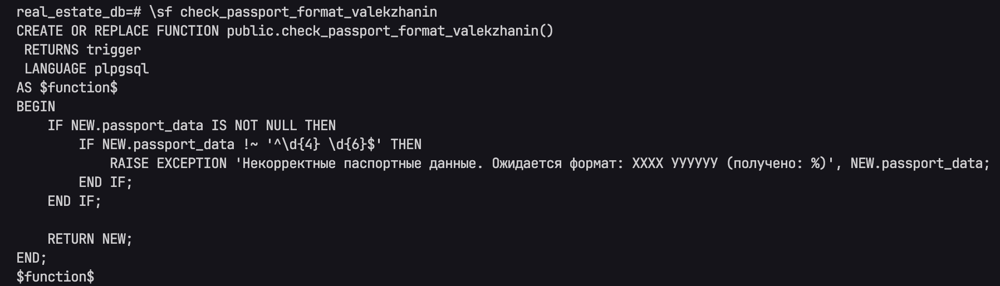 real_estate_db=# \sf check_passport_format_valekzhanin
CREATE OR REPLACE FUNCTION public.check_passport_format_valekzhanin()
 RETURNS trigger
 LANGUAGE plpgsql
AS $function$
BEGIN
    IF NEW.passport_data IS NOT NULL THEN
        IF NEW.passport_data !~ '^\d{4} \d{6}$' THEN
            RAISE EXCEPTION 'Некорректные паспортные данные. Ожидается формат: XXXX УУУУУУ (получено: %)', NEW.passport_data;
        END IF;
    END IF;

    RETURN NEW;
END;
$function$